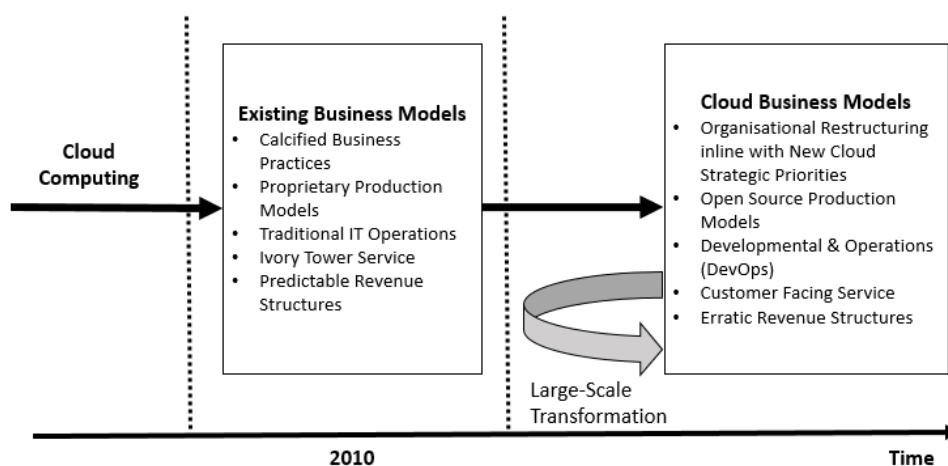 Cloud
Computing
Existing Business Models
• Calcified Business
Practices
• Proprietary Production
Models
• Traditional IT Operations
• Ivory Tower Service
• Predictable Revenue
Structures
Cloud Business Models
• Organisational Restructuring
inline with New Cloud
Strategic Priorities
• Open Source Production
Models
• Developmental & Operations
(DevOps)
• Customer Facing Service
• Erratic Revenue Structures
Large-Scale
Transformation
2010
Time